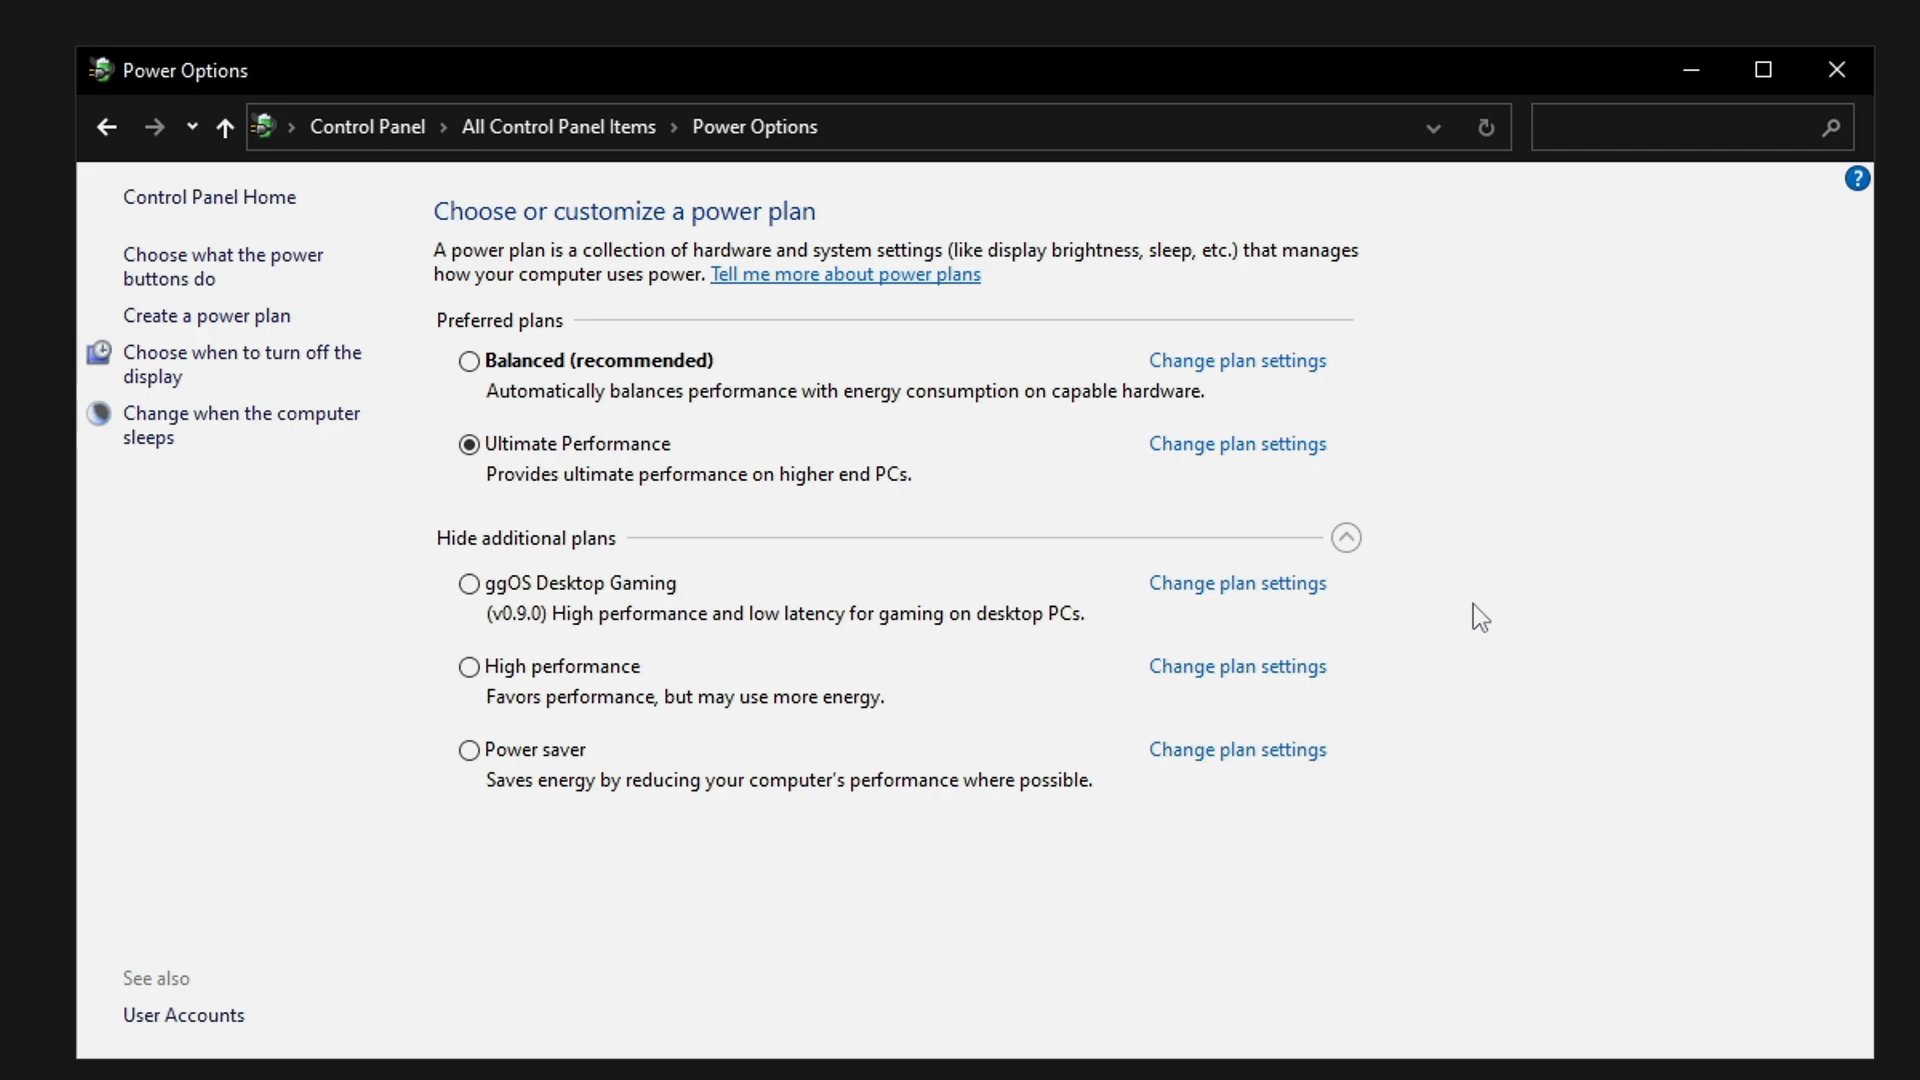 Power Options
Control Panel > All Control Panel Items > Power Options
?
Control Panel Home
Choose what the power
buttons do
Create a power plan
Choose when to turn off the
display
Change when the computer
sleeps
See also
User Accounts
Choose or customize a power plan
A power plan is a collection of hardware and system settings (like display brightness, sleep, etc.) that manages
how your computer uses power. Tell me more about power plans
Preferred plans
Balanced (recommended) Change plan settings
Automatically balances performance with energy consumption on capable hardware.
Ultimate Performance Change plan settings
Provides ultimate performance on higher end PCs.
Hide additional plans
ggOS Desktop Gaming Change plan settings
(v0.9.0) High performance and low latency for gaming on desktop PCs.
High performance Change plan settings
Favors performance, but may use more energy.
Power saver Change plan settings
Saves energy by reducing your computer's performance where possible.